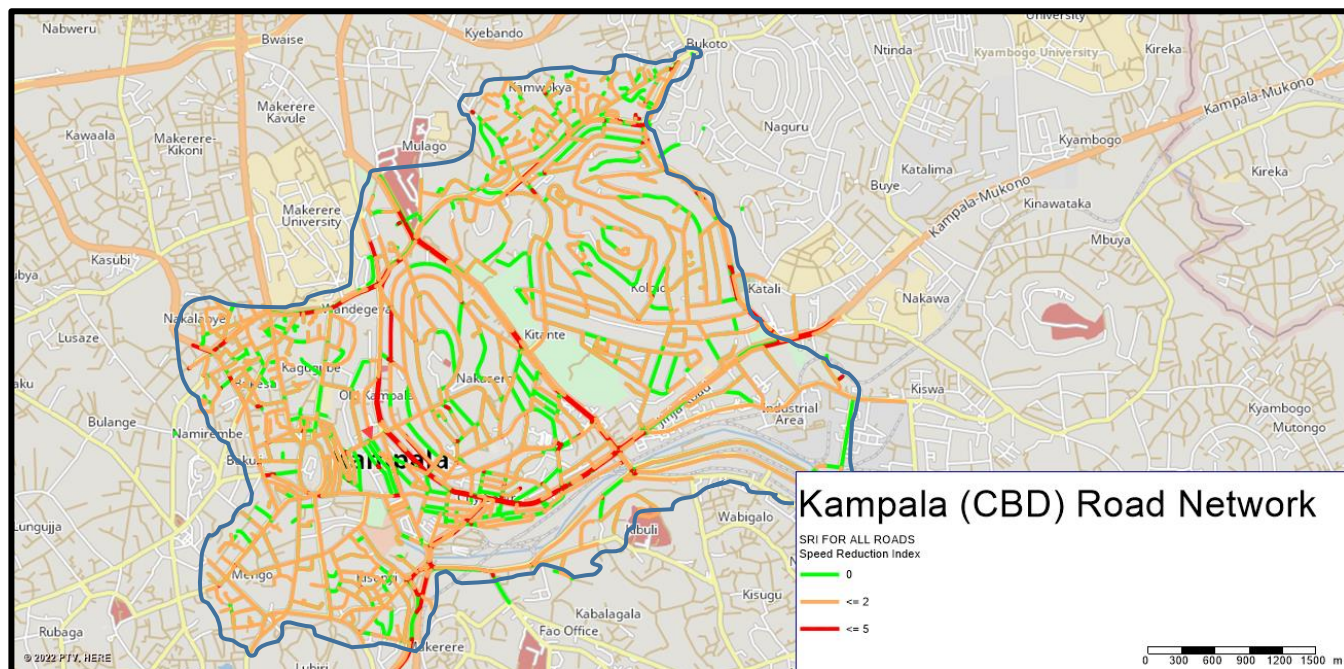 Nabweru
Bwaise
Kyebando
Bukoto
Ntinda
University
Kyambogo University
Kireka
Kamwokya
Kampala-Mukono
Makerere
Kavule
Kawaala
Makerere-
Kikoni
Mulago
Naguru
Kyambogo
Katalima
Kireka
Makerere
University
Buye
Kinawataka
Kampala-Mukono
Mbuya
Kasubi
Kololo
Katali
Nakawa
Wandegeya
Lusaze
Kitante
Nakasero
Old Kampala
Kiswa
Jinja Road
Industrial
Area
Kyambogo
Mutongo
Bulange
Namirembe
Kampala
Kampala (CBD) Road Network
SRI FOR ALL ROADS
Speed Reduction Index
0
<= 2
<= 5
Lungujja
Wabigalo
Kibuli
Mengo
Kisenyi
Kisugu
Kabalagala
Fao Office
Rubaga
Makerere
Lubiri
0 300 600 900 1200 1500 m
© 2022 PTV, HERE